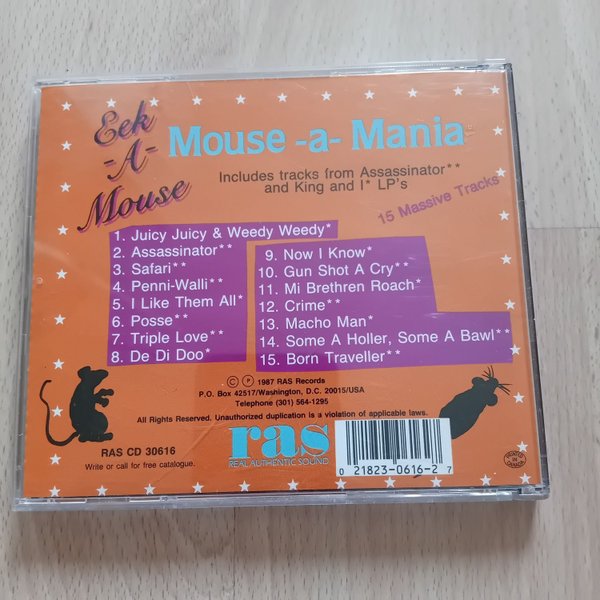 Eek
-A-
Mouse
Mouse -a- Mania
Includes tracks from Assassinator**
and King and I* LP's
15 Massive Tracks
1. Juicy Juicy & Weedy Weedy*
2. Assassinator**
3. Safari**
4. Penni-Walli**
5. I Like Them All*
6. Posse**
7. Triple Love**
8. De Di Doo*
9. Now I Know*
10. Gun Shot A Cry**
11. Mi Brethren Roach*
12. Crime**
13. Macho Man*
14. Some A Holler, Some A Bawl**
15. Born Traveller**
© ℗ 1987 RAS Records
P.O. Box 42517/Washington, D.C. 20015/USA
Telephone (301) 564-1295
All Rights Reserved. Unauthorized duplication is a violation of applicable laws.
RAS CD 30616
Write or call for free catalogue.
ras
REAL AUTHENTIC SOUND
0 21823-0616-2 7